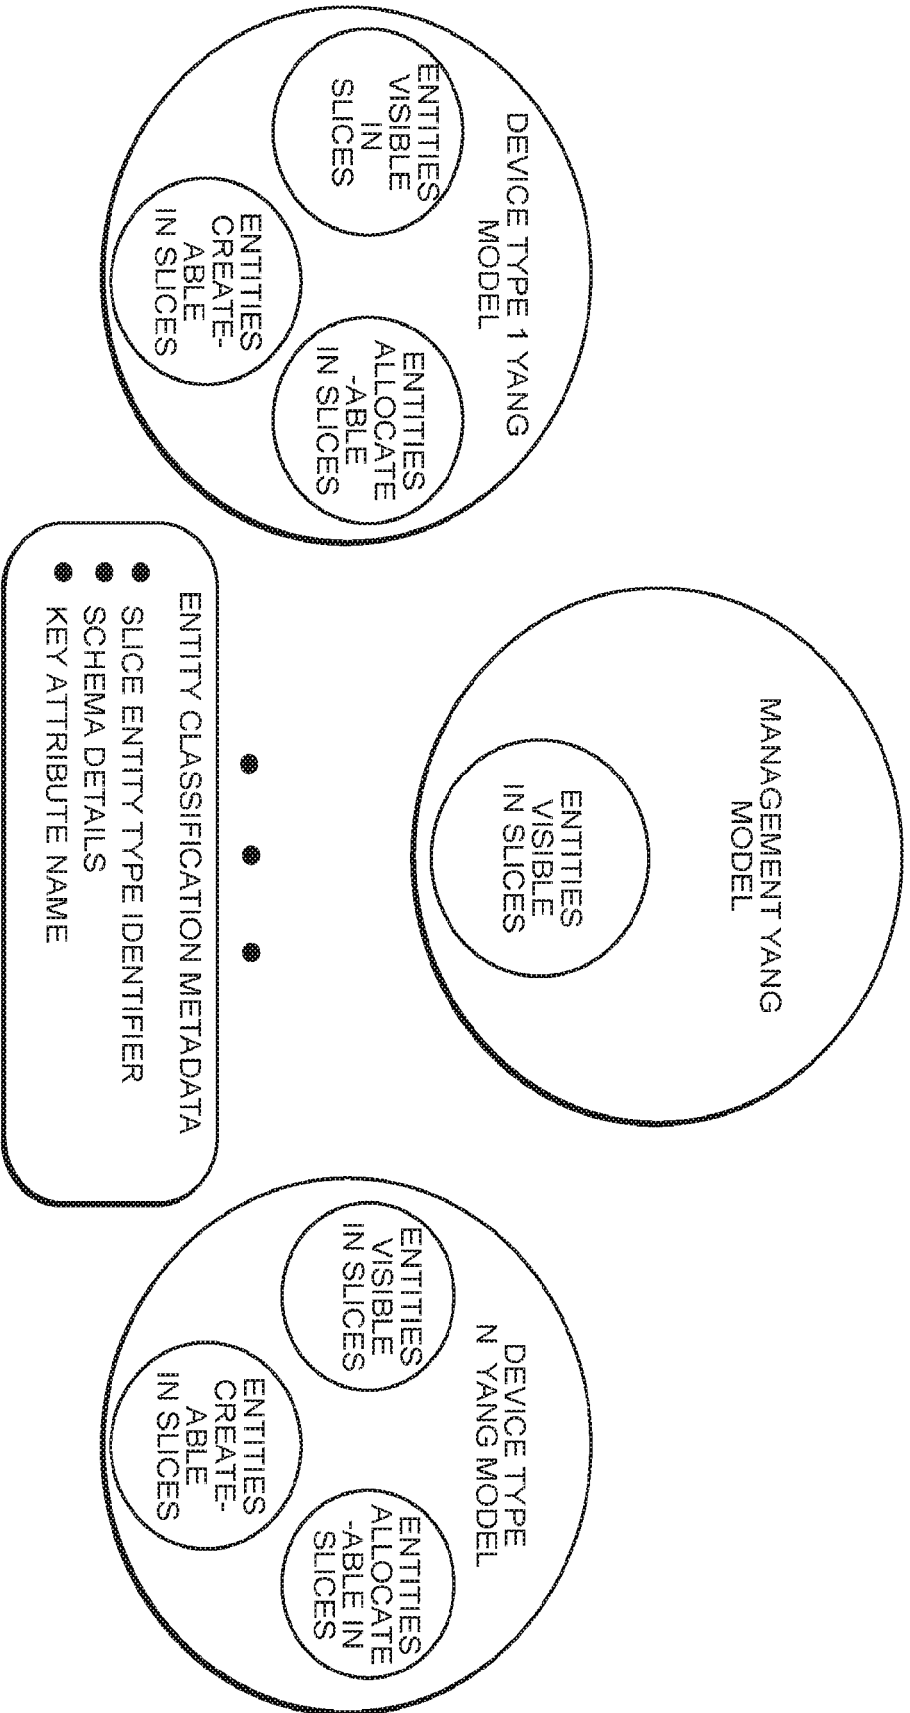 MANAGEMENT YANG
MODEL
ENTITIES
VISIBLE
IN SLICES
DEVICE TYPE 1 YANG
MODEL
ENTITIES
VISIBLE
IN
SLICES
ENTITIES
ALLOCATE
-ABLE
IN SLICES
ENTITIES
CREATE-
ABLE
IN SLICES
DEVICE TYPE
N YANG MODEL
ENTITIES
VISIBLE
IN SLICES
ENTITIES
ALLOCATE
-ABLE IN
SLICES
ENTITIES
CREATE-
ABLE
IN SLICES
ENTITY CLASSIFICATION METADATA
● SLICE ENTITY TYPE IDENTIFIER
● SCHEMA DETAILS
● KEY ATTRIBUTE NAME